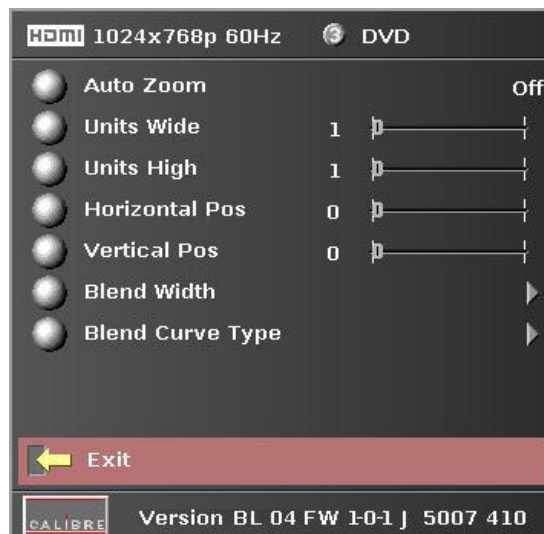 HDMI 1024x768p 60Hz 3 DVD
Auto Zoom Off
Units Wide 1
Units High 1
Horizontal Pos 0
Vertical Pos 0
Blend Width
Blend Curve Type
Exit
CALIBRE Version BL 04 FW 1-0-1 J 5007 410